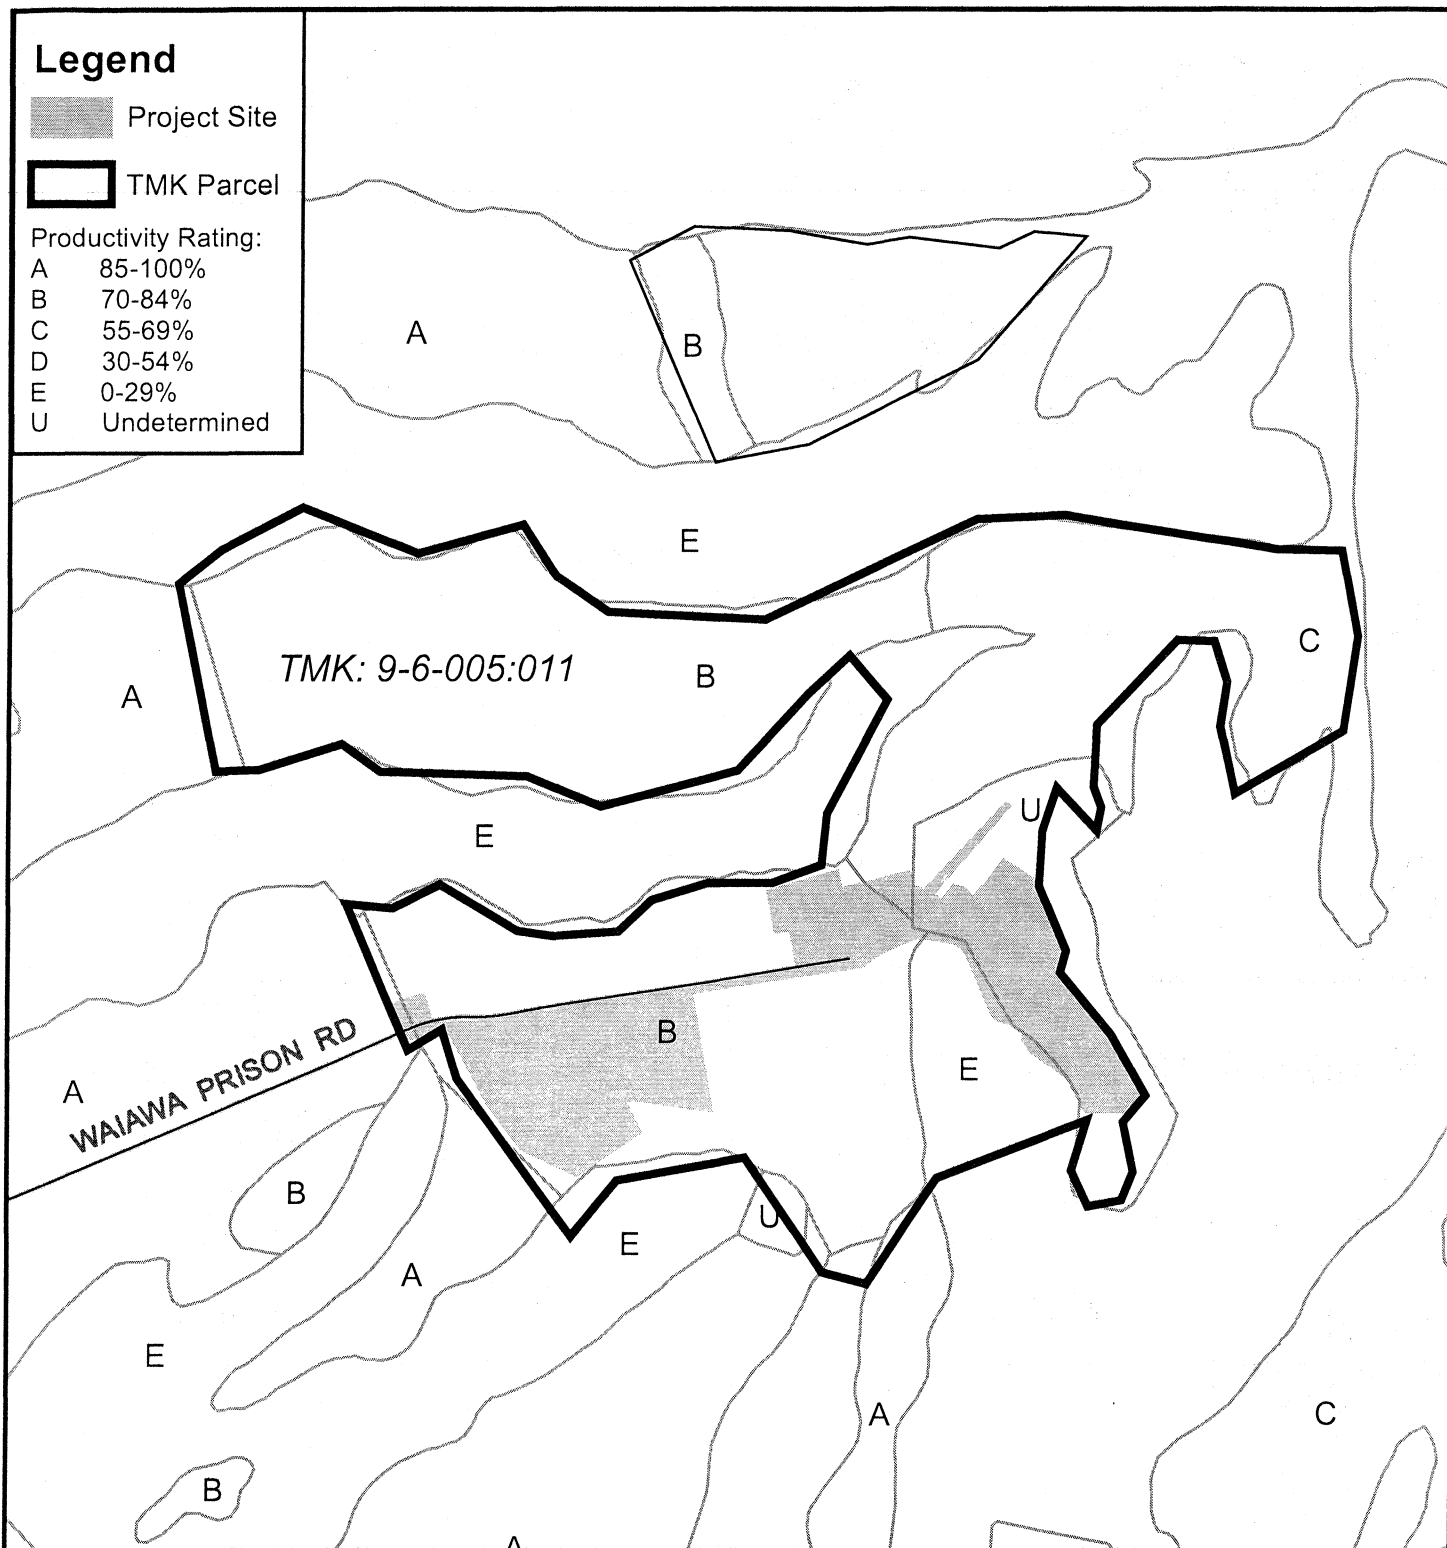 Legend
Project Site
TMK Parcel
Productivity Rating:
A 85-100%
B 70-84%
C 55-69%
D 30-54%
E 0-29%
U Undetermined
A
B
E
C
TMK: 9-6-005:011
B
A
U
E
B
E
WAIAWA PRISON RD
A
B
U
E
A
E
A
C
B
A